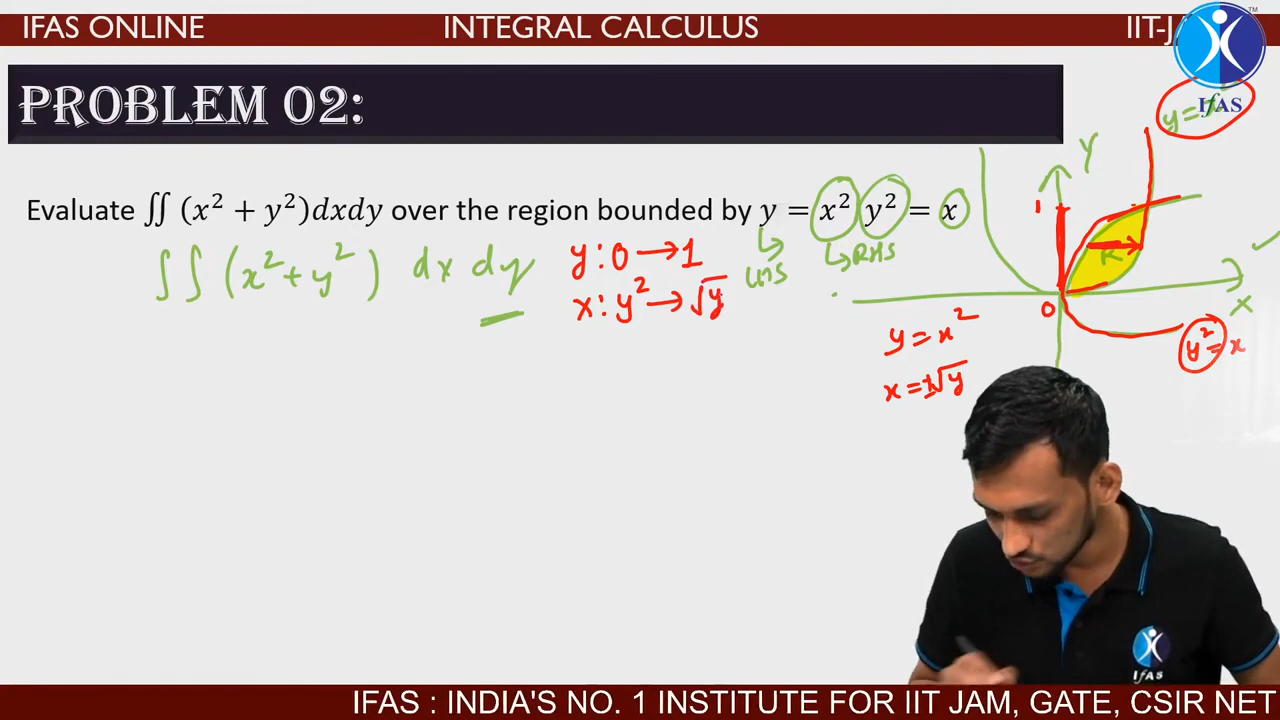 IFAS ONLINE INTEGRAL CALCULUS IIT-J
TM
IfAS
PROBLEM 02:
y =
Y
Evaluate ∬ (x² + y²)dxdy over the region bounded by y = x² y² = x
∫∫ (x²+y²) dx dy
y: 0 → 1
x: y² → √y
LHS
RHS
1
R
0
X
y² = x
y = x²
x = ±√y
IfAS
IFAS : INDIA'S NO. 1 INSTITUTE FOR IIT JAM, GATE, CSIR NET